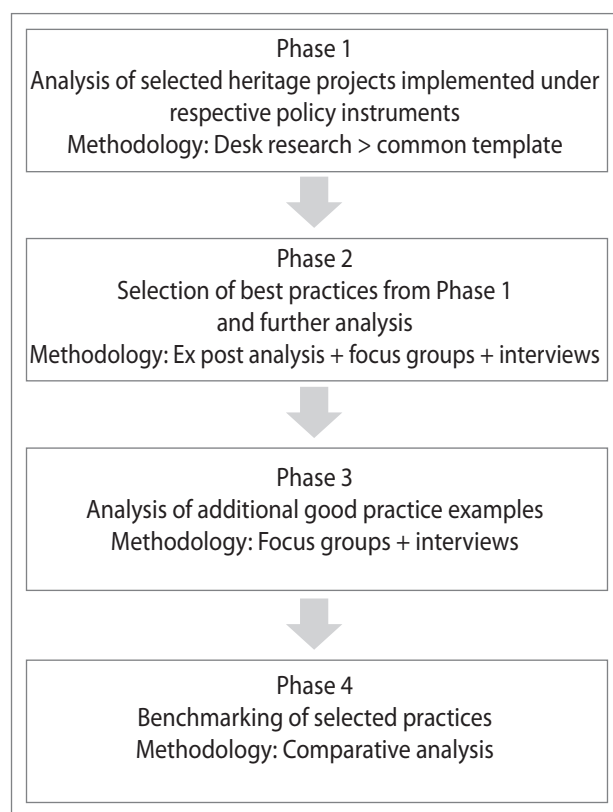 Phase 1
Analysis of selected heritage projects implemented under
respective policy instruments
Methodology: Desk research > common template
Phase 2
Selection of best practices from Phase 1
and further analysis
Methodology: Ex post analysis + focus groups + interviews
Phase 3
Analysis of additional good practice examples
Methodology: Focus groups + interviews
Phase 4
Benchmarking of selected practices
Methodology: Comparative analysis